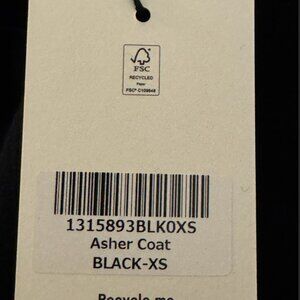 FSC
RECYCLED
Paper
FSC® C109848
1315893BLK0XS
Asher Coat
BLACK-XS
Recycle me